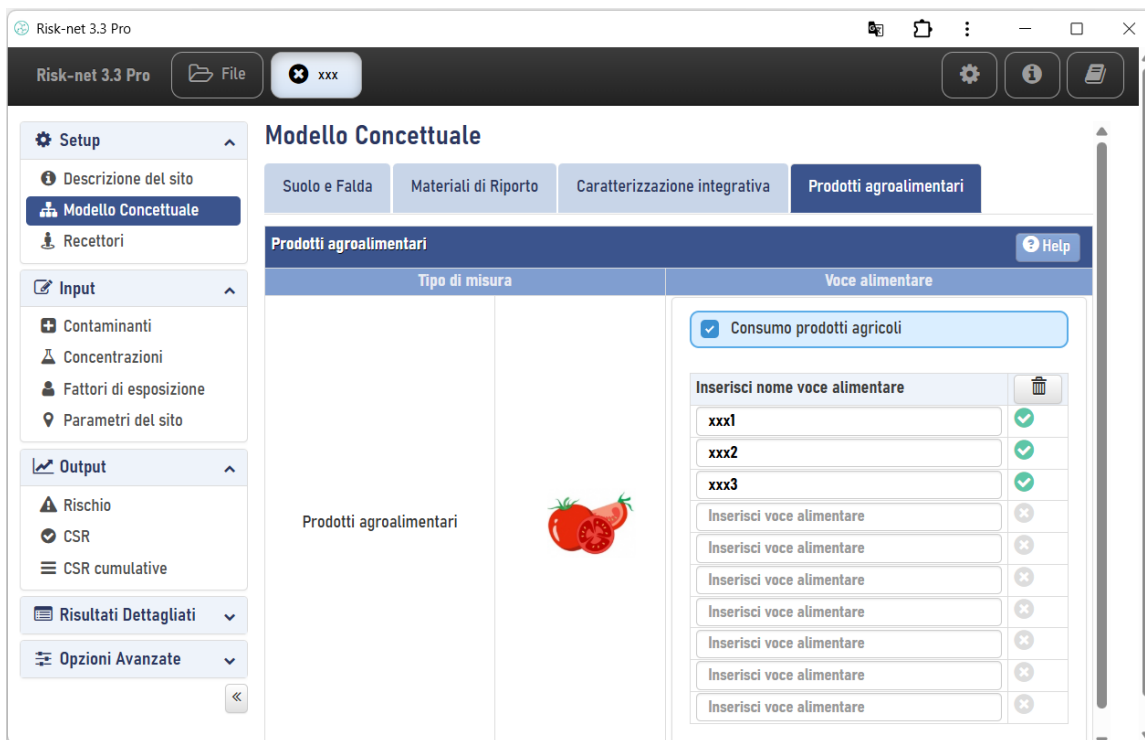 Risk-net 3.3 Pro
Risk-net 3.3 Pro File xxx
Setup
Descrizione del sito
Modello Concettuale
Recettori
Input
Contaminanti
Concentrazioni
Fattori di esposizione
Parametri del sito
Output
Rischio
CSR
CSR cumulative
Risultati Dettagliati
Opzioni Avanzate
Modello Concettuale
Suolo e Falda Materiali di Riporto Caratterizzazione integrativa Prodotti agroalimentari
Prodotti agroalimentari Help
Tipo di misura Voce alimentare
Prodotti agroalimentari
Consumo prodotti agricoli
Inserisci nome voce alimentare
xxx1
xxx2
xxx3
Inserisci voce alimentare
Inserisci voce alimentare
Inserisci voce alimentare
Inserisci voce alimentare
Inserisci voce alimentare
Inserisci voce alimentare
Inserisci voce alimentare